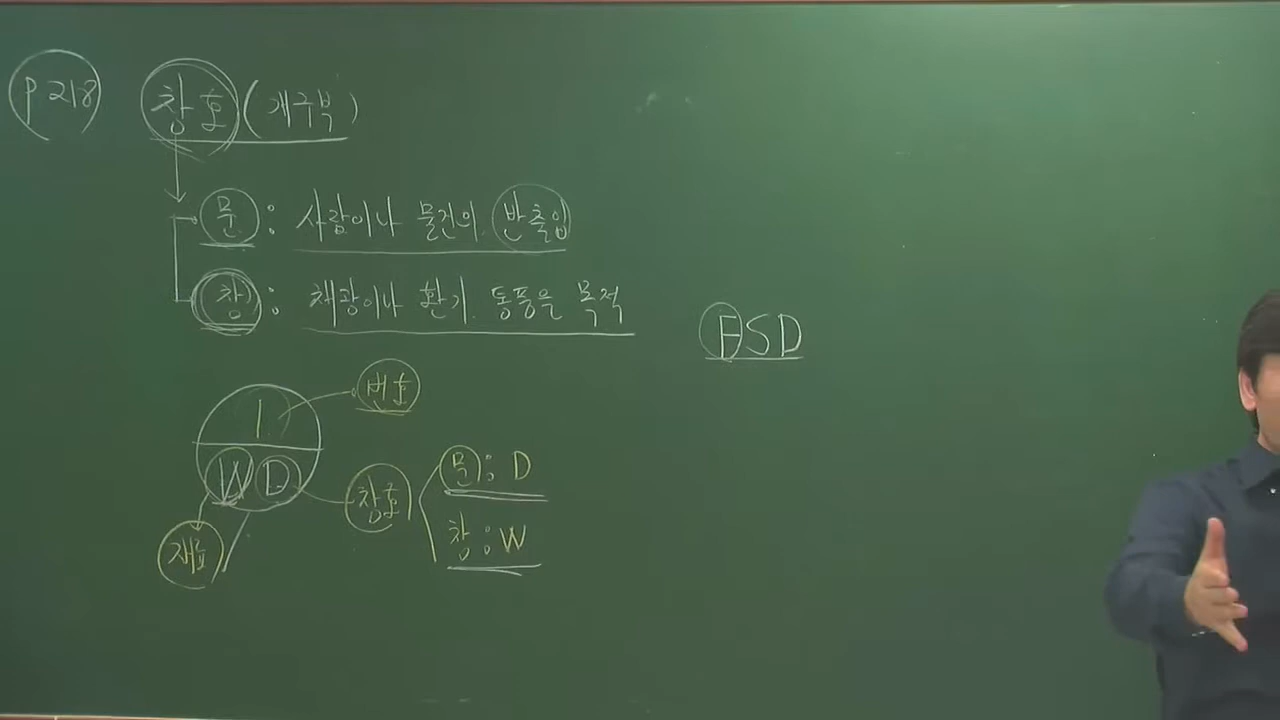 P218 창호(개구부)
문: 사람이나 물건의 반출입
창: 채광이나 환기 통풍을 목적
FSD
1 번호
W D 창호 문: D
창: W
재료